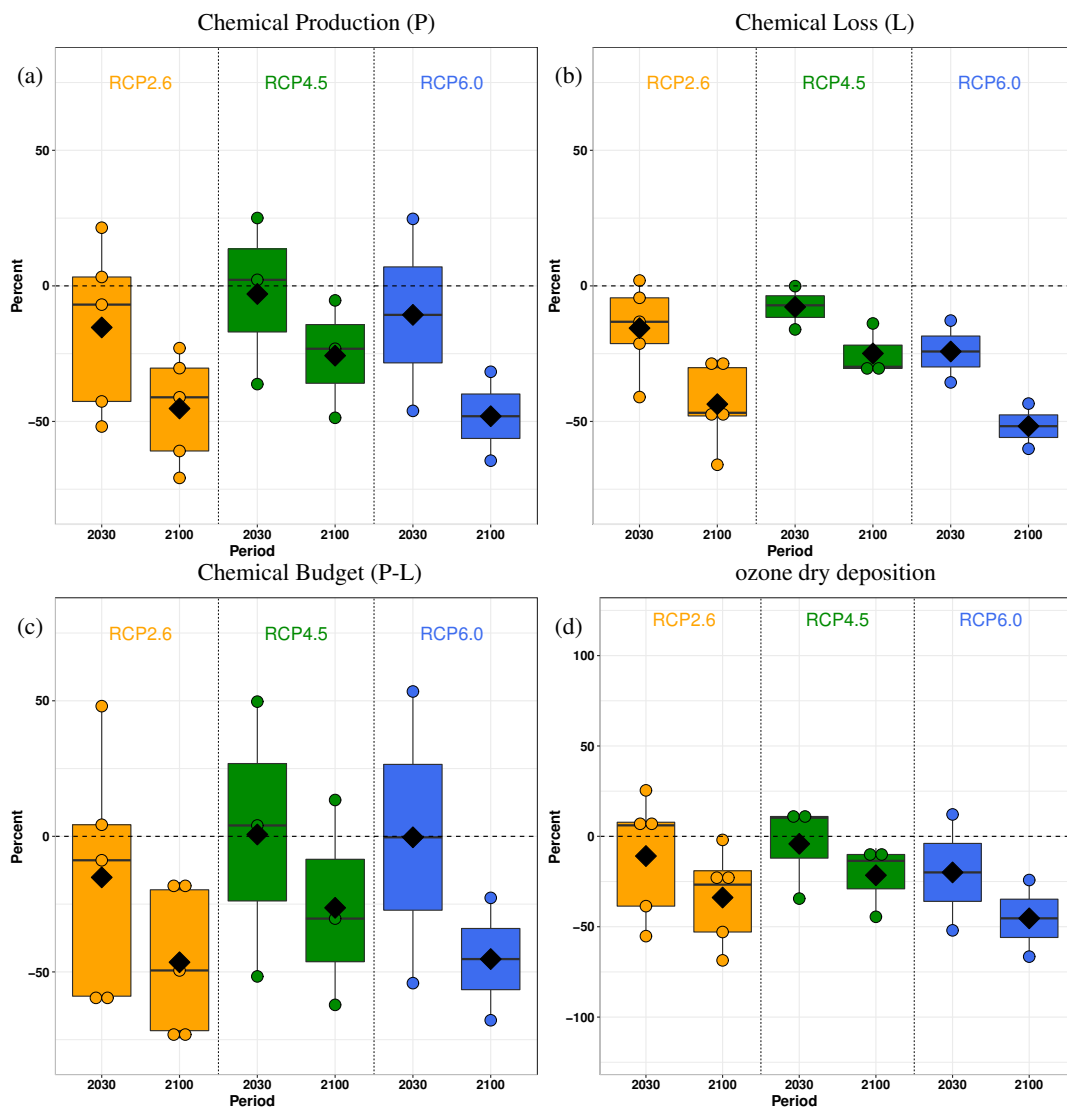 Chemical Production (P)
(a)
RCP2.6 RCP4.5 RCP6.0
50
0
−50
Percent
2030 2100 2030 2100 2030 2100
Period
Chemical Loss (L)
(b)
RCP2.6 RCP4.5 RCP6.0
50
0
−50
Percent
2030 2100 2030 2100 2030 2100
Period
Chemical Budget (P-L)
(c)
RCP2.6 RCP4.5 RCP6.0
50
0
−50
Percent
2030 2100 2030 2100 2030 2100
Period
ozone dry deposition
(d)
RCP2.6 RCP4.5 RCP6.0
100
50
0
−50
−100
Percent
2030 2100 2030 2100 2030 2100
Period